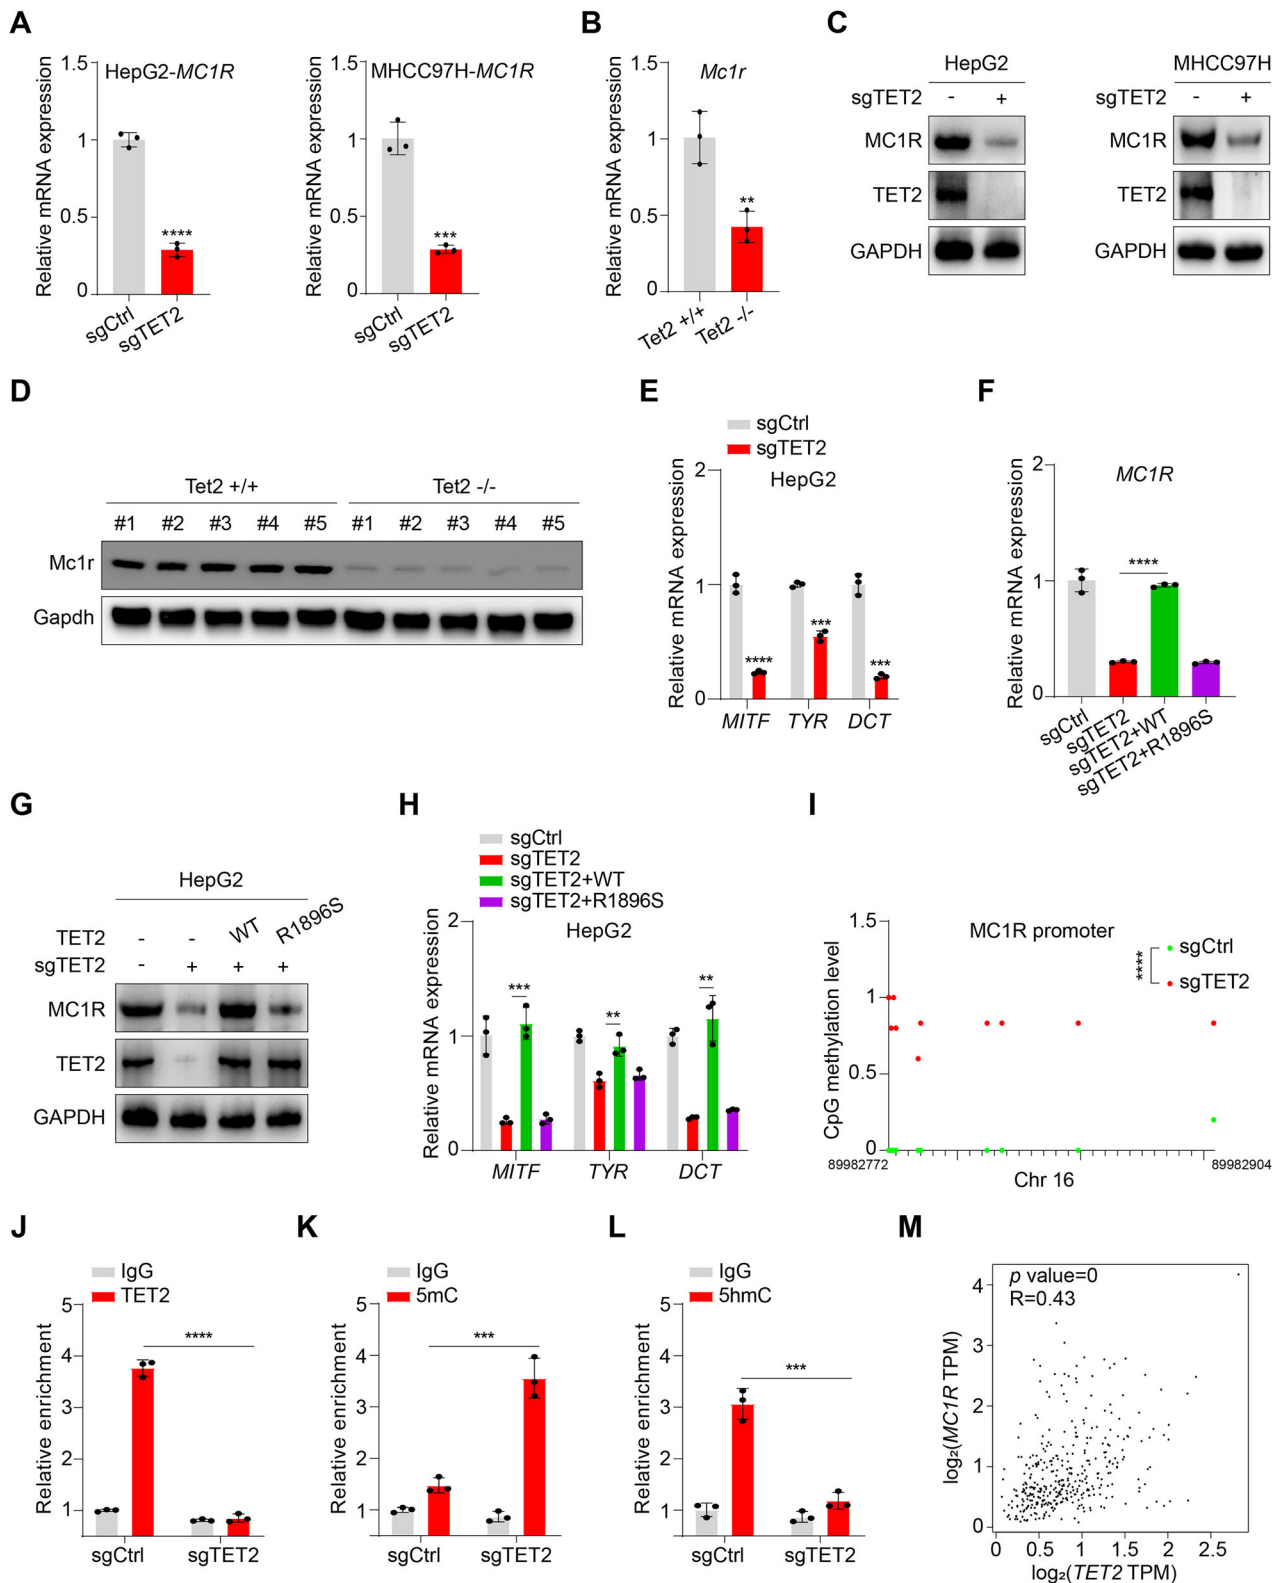 A
Relative mRNA expression
1.5
1
0.5
0
HepG2-MC1R
****
sgCtrl
sgTET2
Relative mRNA expression
1.5
1
0.5
0
MHCC97H-MC1R
***
sgCtrl
sgTET2
B
Relative mRNA expression
1.5
1
0.5
0
Mc1r
**
Tet2 +/+
Tet2 -/-
C
HepG2
sgTET2 - +
MC1R
TET2
GAPDH
MHCC97H
sgTET2 - +
MC1R
TET2
GAPDH
D
Tet2 +/+ Tet2 -/-
#1 #2 #3 #4 #5 #1 #2 #3 #4 #5
Mc1r
Gapdh
E
sgCtrl
sgTET2
HepG2
Relative mRNA expression
2
1
0
**** *** ***
MITF TYR DCT
F
Relative mRNA expression
2
1
0
MC1R
****
sgCtrl
sgTET2
sgTET2+WT
sgTET2+R1896S
G
HepG2
TET2 - - WT R1896S
sgTET2 - + + +
MC1R
TET2
GAPDH
H
sgCtrl
sgTET2
sgTET2+WT
sgTET2+R1896S
HepG2
Relative mRNA expression
2
1
0
*** ** **
MITF TYR DCT
I
CpG methylation level
1.5
1.0
0.5
0
MC1R promoter
sgCtrl
****
sgTET2
89982772 89982904
Chr 16
J
IgG
TET2
Relative enrichment
5
4
3
2
1
****
sgCtrl sgTET2
K
IgG
5mC
Relative enrichment
5
4
3
2
1
***
sgCtrl sgTET2
L
IgG
5hmC
Relative enrichment
5
4
3
2
1
***
sgCtrl sgTET2
M
p value=0
R=0.43
log₂(MC1R TPM)
4
3
2
1
0
0 0.5 1.0 1.5 2.0 2.5
log₂(TET2 TPM)